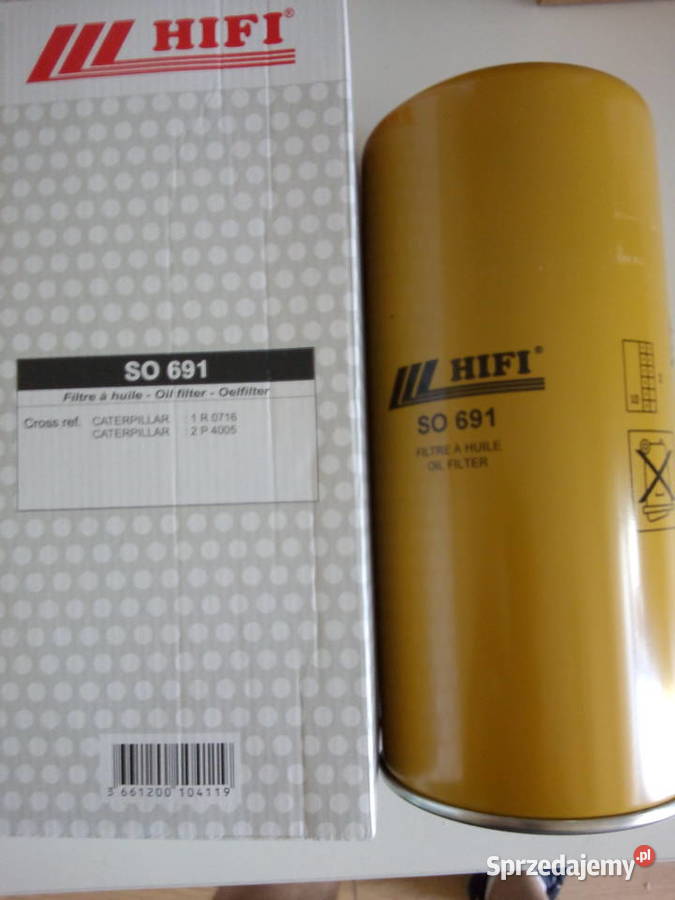 HIFI®
SO 691
Filtre à huile - Oil filter - Oelfilter
Cross ref. CATERPILLAR : 1 R 0716
CATERPILLAR : 2 P 4005
3 661200 104119
HIFI®
SO 691
FILTRE À HUILE
OIL FILTER
Sprzedajemy.pl